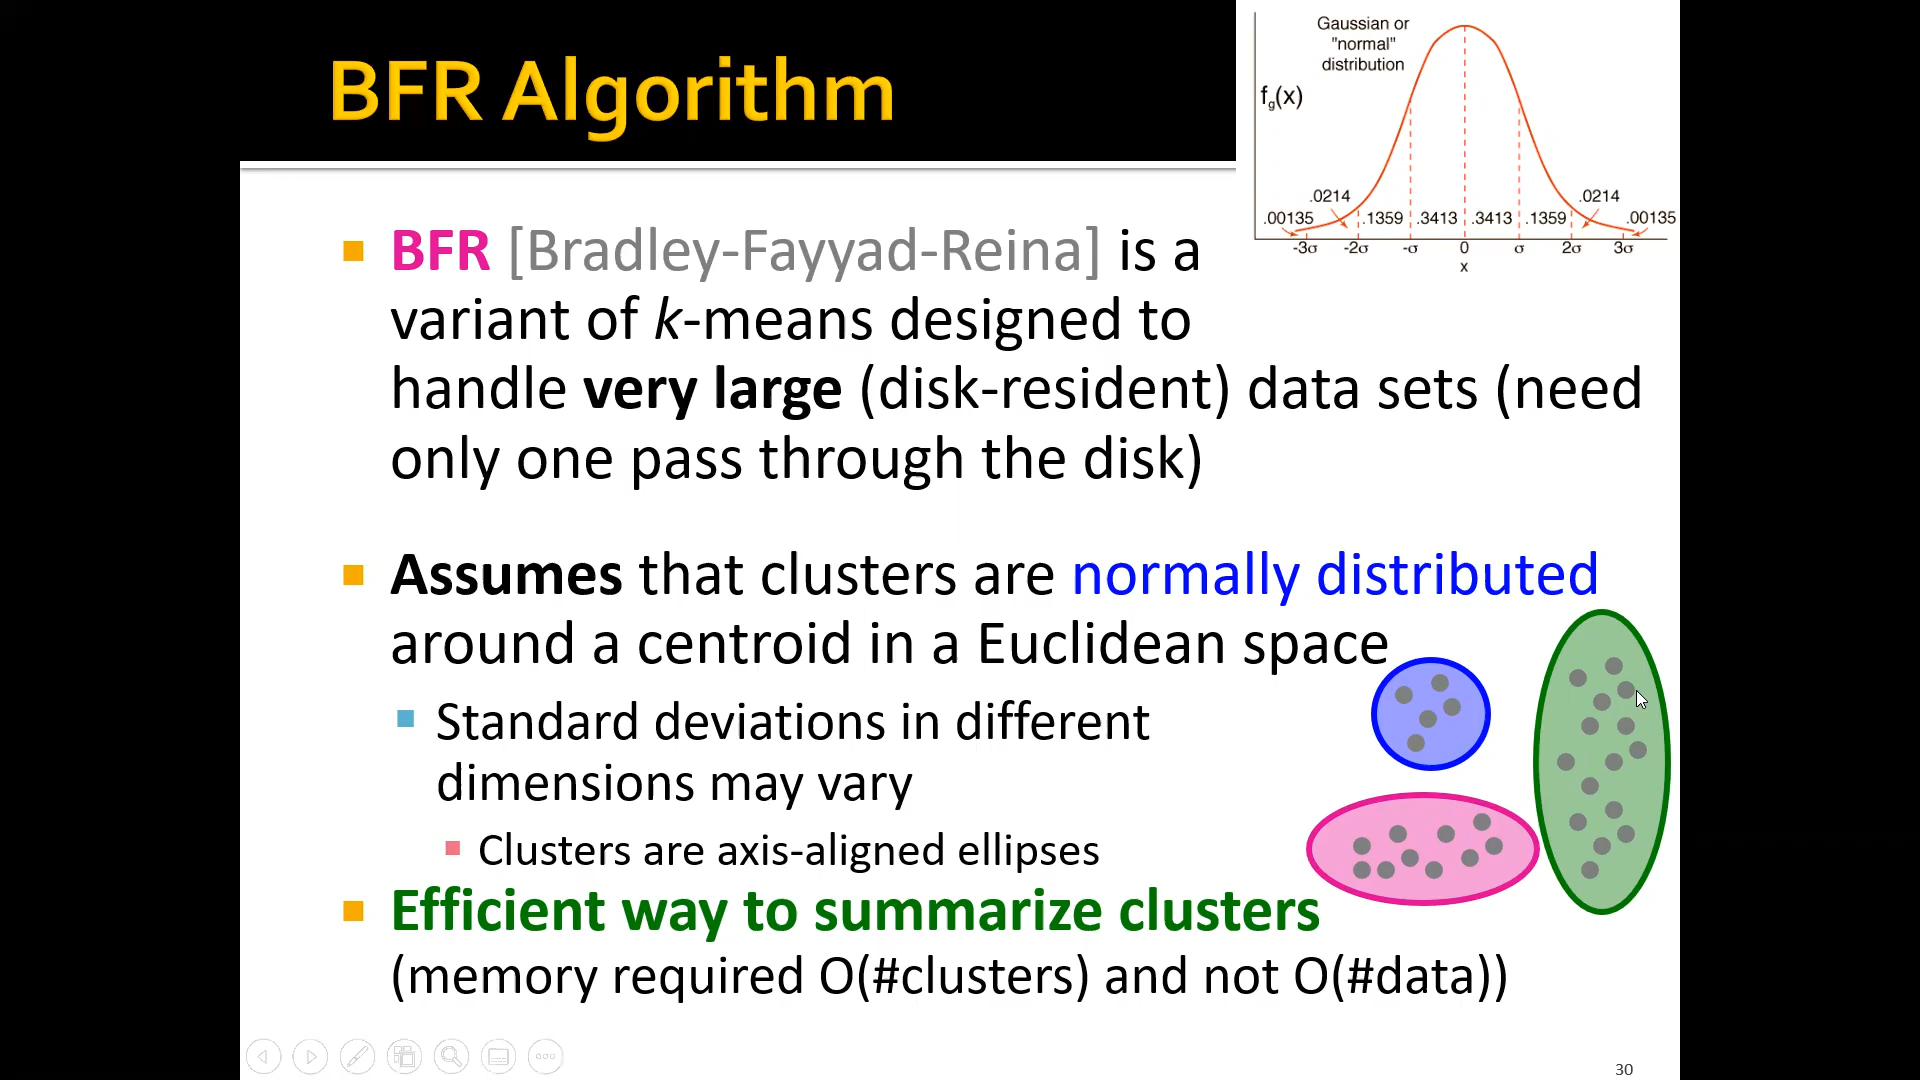 BFR Algorithm
Gaussian or
"normal"
distribution
fg(x)
.0214
.0214
.00135
.1359
.3413
.3413
.1359
.00135
-3σ
-2σ
-σ
0
σ
2σ
3σ
x
BFR [Bradley-Fayyad-Reina] is a
variant of k-means designed to
handle very large (disk-resident) data sets (need
only one pass through the disk)
Assumes that clusters are normally distributed
around a centroid in a Euclidean space
Standard deviations in different
dimensions may vary
Clusters are axis-aligned ellipses
Efficient way to summarize clusters
(memory required O(#clusters) and not O(#data))
30